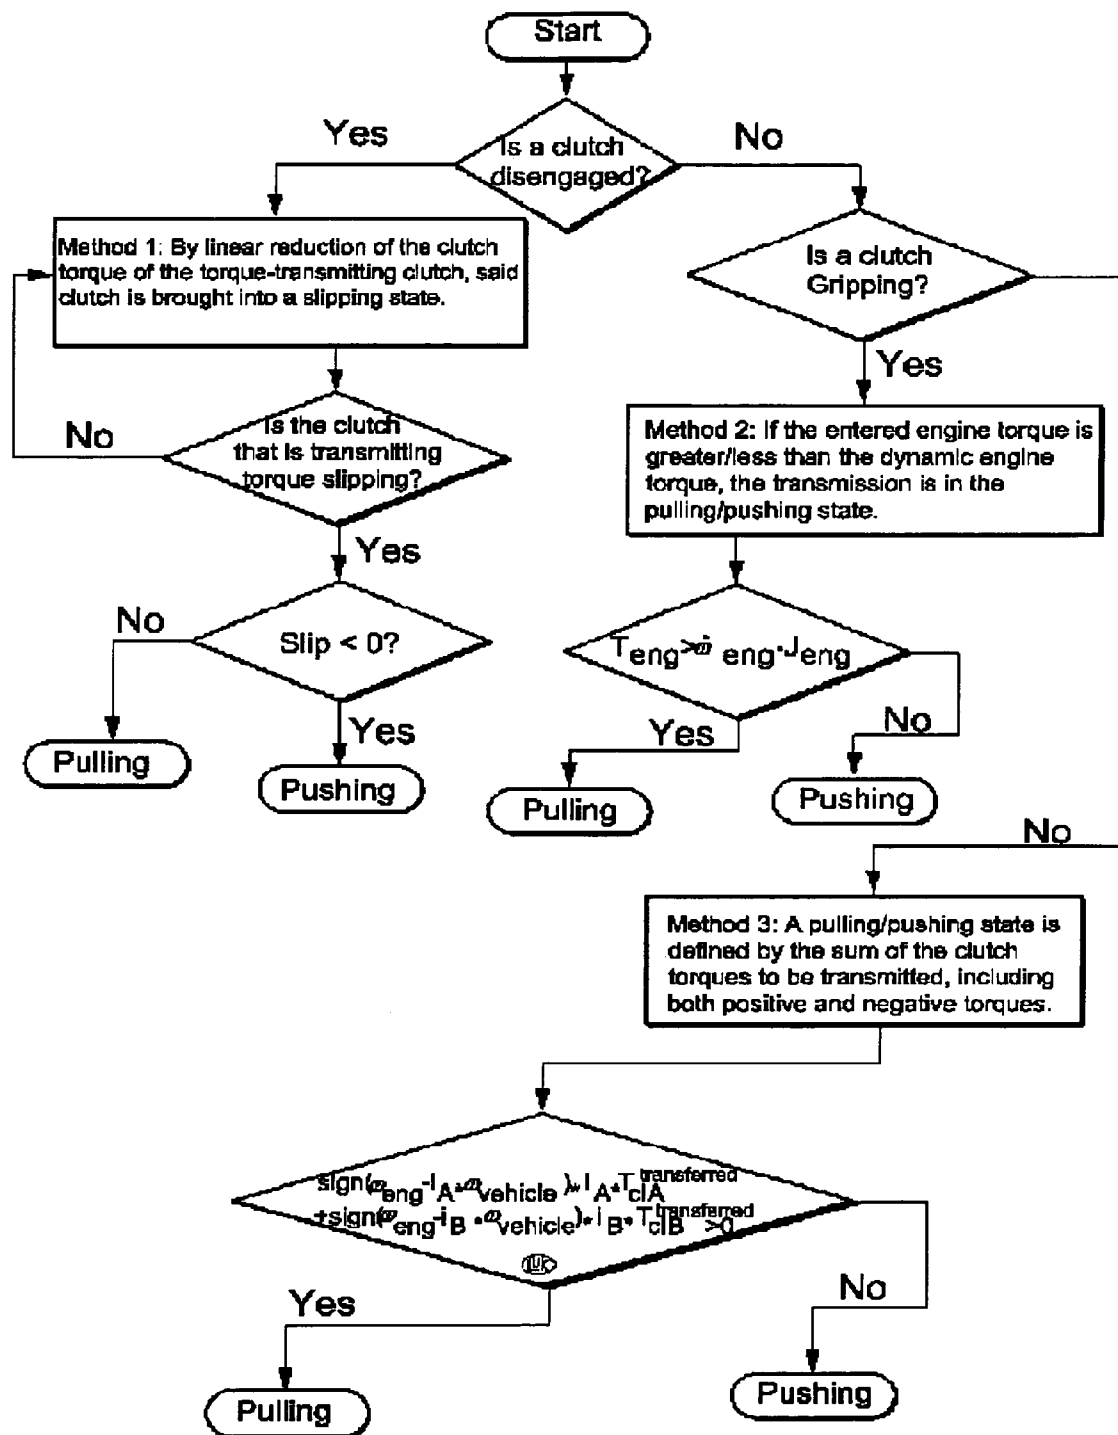 Start
Yes
No
Is a clutch
disengaged?
Method 1: By linear reduction of the clutch
torque of the torque-transmitting clutch, said
clutch is brought into a slipping state.
Is a clutch
Gripping?
Yes
No
Is the clutch
that is transmitting
torque slipping?
Method 2: If the entered engine torque is
greater/less than the dynamic engine
torque, the transmission is in the
pulling/pushing state.
Yes
No
Slip < 0?
T_eng > ω̇_eng · J_eng
Yes
Yes
No
Pulling
Pushing
Pulling
Pushing
No
Method 3: A pulling/pushing state is
defined by the sum of the clutch
torques to be transmitted, including
both positive and negative torques.
sign(ω_eng - i_A * ω_vehicle) * i_A * T_clA^transferred
+sign(ω_eng - i_B * ω_vehicle) * i_B * T_clB^transferred > 0
LuK
Yes
No
Pulling
Pushing